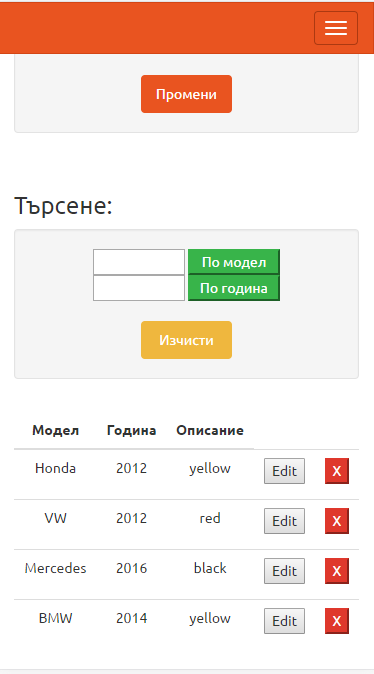 Промени
Търсене:
По модел
По година
Изчисти
Модел Година Описание
Honda 2012 yellow Edit X
VW 2012 red Edit X
Mercedes 2016 black Edit X
BMW 2014 yellow Edit X